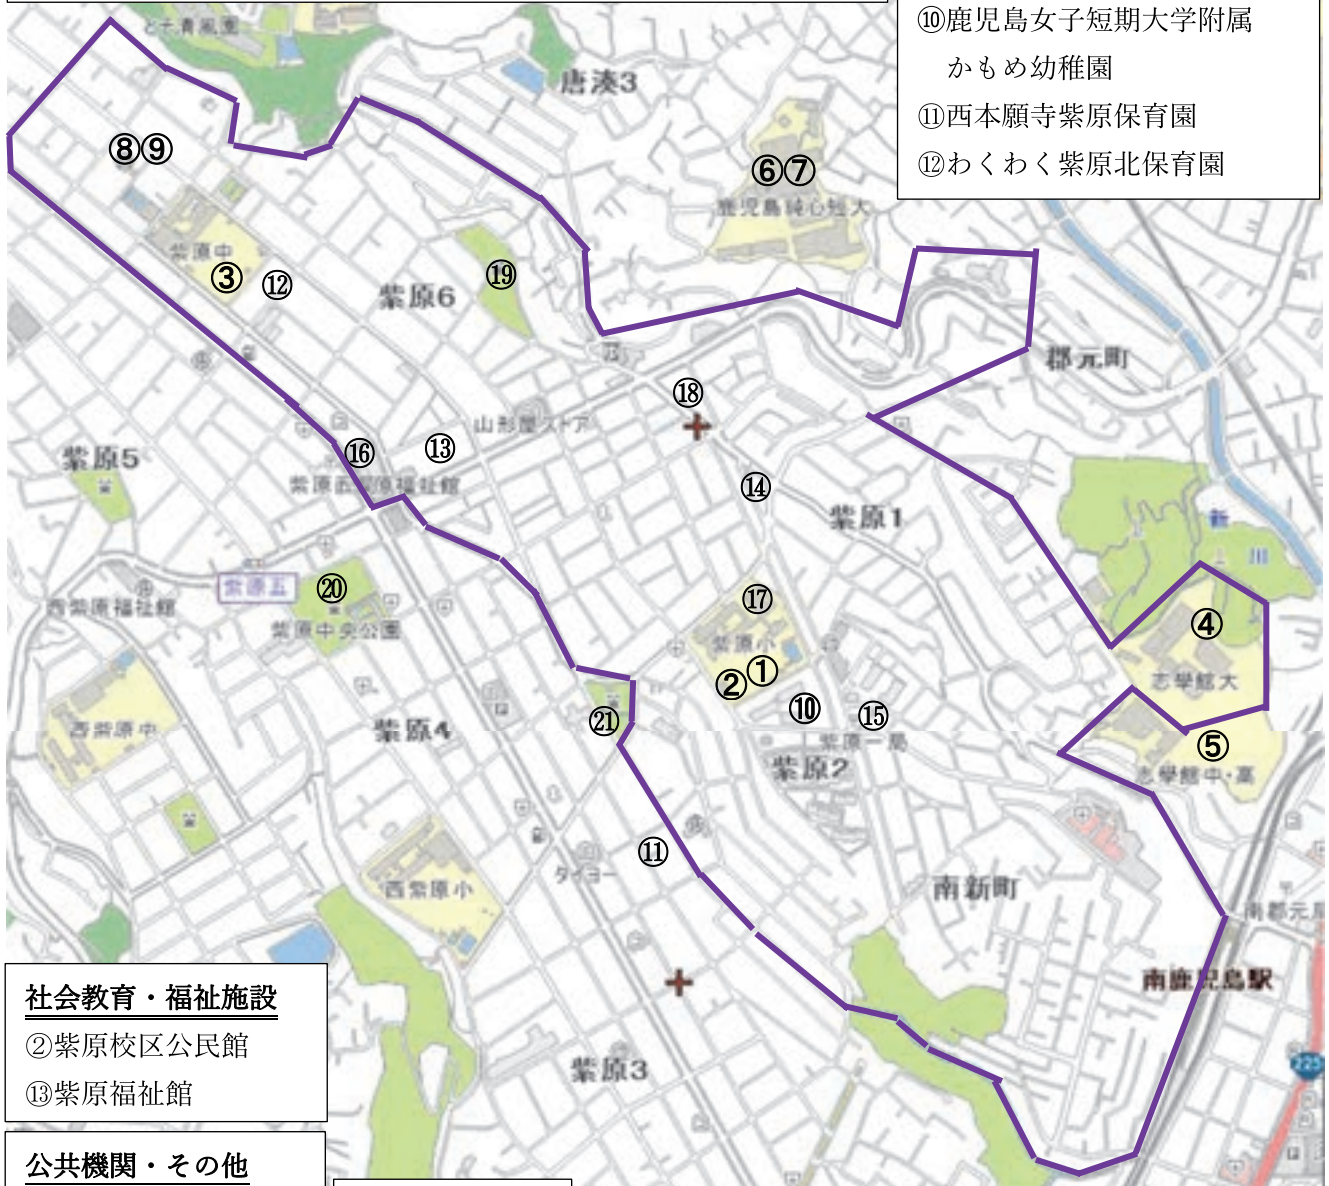 ⑩鹿児島女子短期大学附属
かもめ幼稚園
⑪西本願寺紫原保育園
⑫わくわく紫原北保育園
唐湊3
⑧⑨
⑥⑦
鹿児島純心短大
紫原中
③
⑫
⑲
紫原6
郡元町
⑱
山形屋ストア
紫原5
⑯
⑬
⑭
紫原1
新
川
紫原五
⑳
西紫原福祉館
紫原中央公園
⑰
紫原小
①
②
④
志學館大
⑩
⑮
㉑
西紫原中
紫原4
紫原一局
紫原2
⑤
志學館中・高
⑪
タイヨー
西紫原小
南新町
南郡元
南鹿児島駅
紫原3
225
社会教育・福祉施設
②紫原校区公民館
⑬紫原福祉館
公共機関・その他